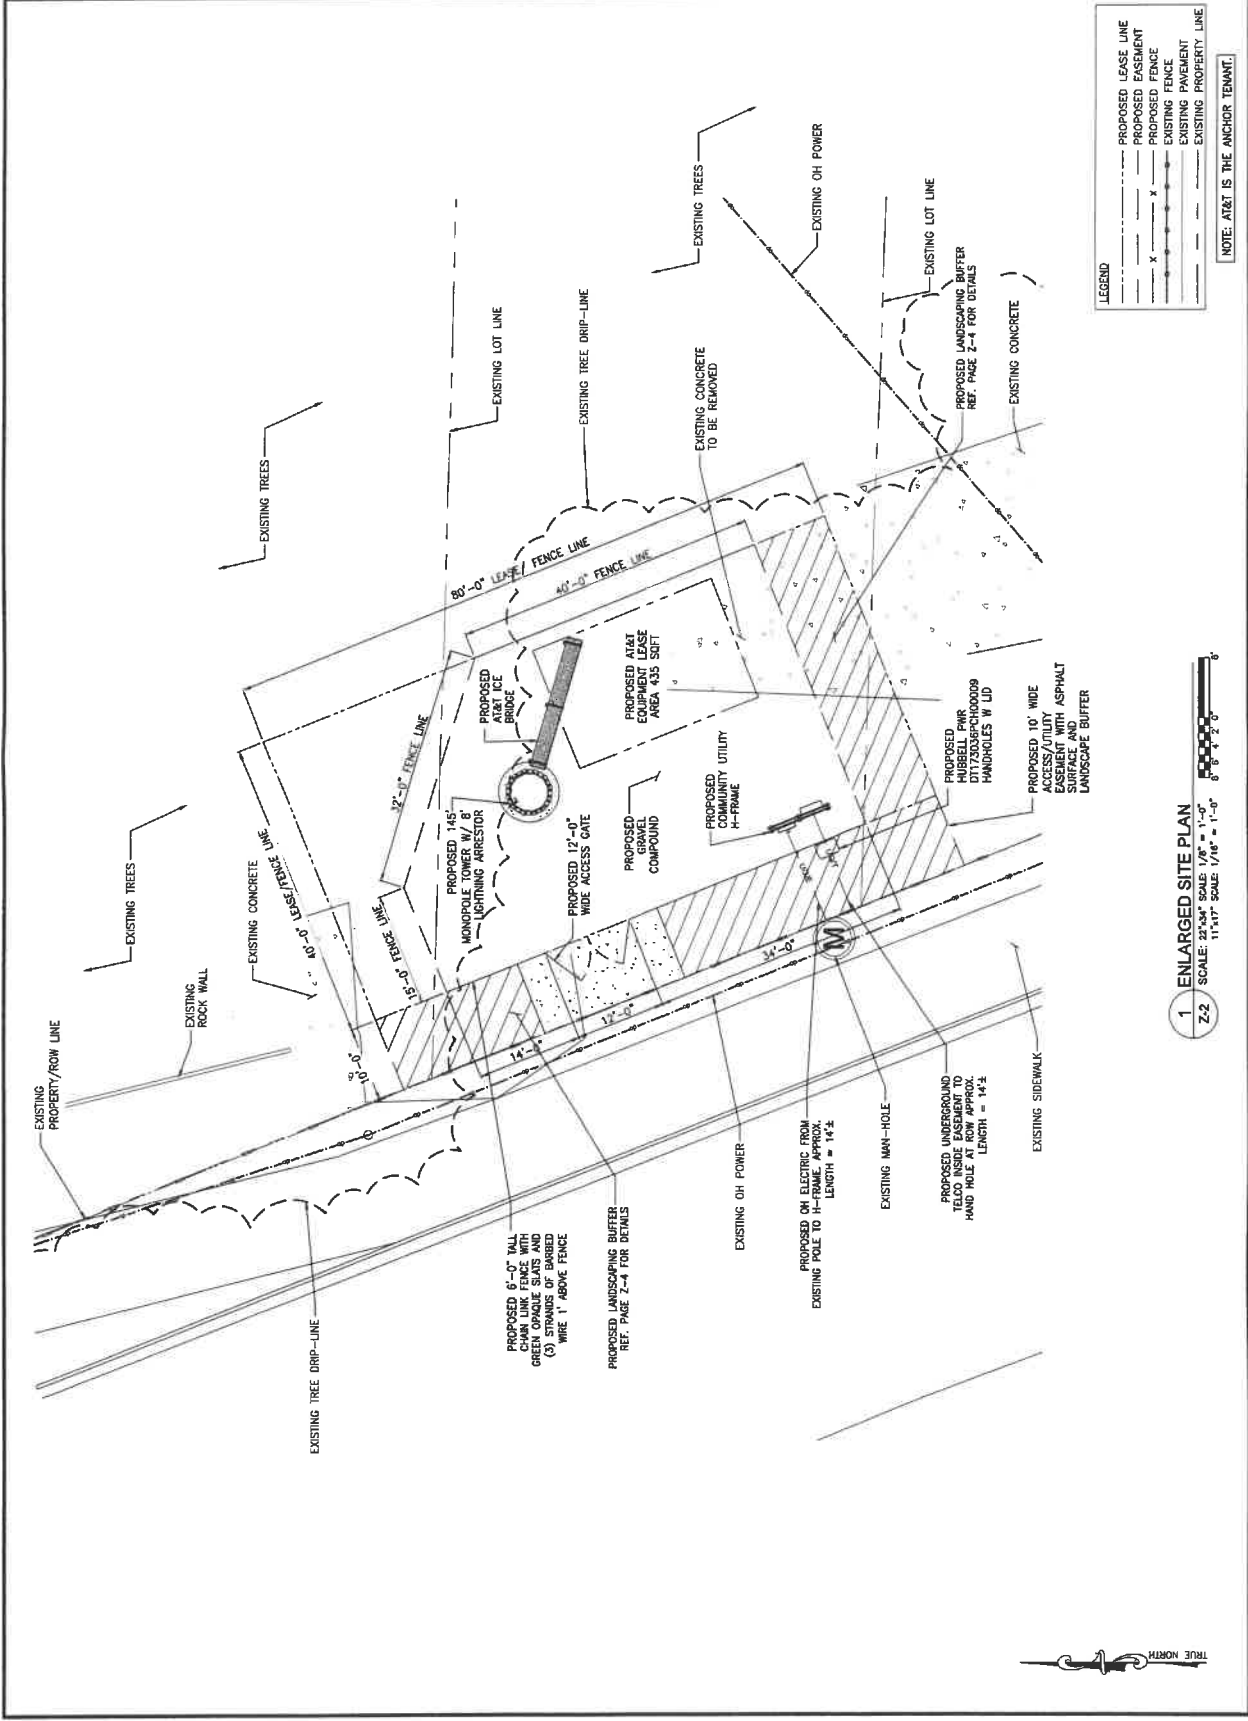 EXISTING
PROPERTY/ROW LINE
EXISTING
ROCK WALL
EXISTING TREES
EXISTING CONCRETE
EXISTING TREES
EXISTING LOT LINE
EXISTING TREE DRIP-LINE
EXISTING TREES
EXISTING OH POWER
EXISTING LOT LINE
EXISTING CONCRETE
TO BE REMOVED
PROPOSED LANDSCAPING BUFFER
REF. PAGE Z-4 FOR DETAILS
EXISTING CONCRETE
40'-0" LEASE/FENCE LINE
80'-0" LEASE/ FENCE LINE
40'-0" FENCE LINE
32'-0" FENCE LINE
15'-0" FENCE LINE
10'-0"
14'-0"
12'-0"
34'-0"
PROPOSED
AT&T ICE
BRIDGE
PROPOSED 145'
MONOPOLE TOWER W/ 8'
LIGHTNING ARRESTOR
PROPOSED 12'-0"
WIDE ACCESS GATE
PROPOSED AT&T
EQUIPMENT LEASE
AREA 435 SQFT
PROPOSED
GRAVEL
COMPOUND
PROPOSED
COMMUNITY UTILITY
H-FRAME
M
PROPOSED
HUBBELL PWR
DT173036PCH00009
HANDHOLES W LID
PROPOSED 10' WIDE
ACCESS/UTILITY
EASEMENT WITH ASPHALT
SURFACE AND
LANDSCAPE BUFFER
EXISTING TREE DRIP-LINE
PROPOSED 6'-0" TALL
CHAIN LINK FENCE WITH
GREEN OPAQUE SLATS AND
(3) STRANDS OF BARBED
WIRE 1' ABOVE FENCE
PROPOSED LANDSCAPING BUFFER
REF. PAGE Z-4 FOR DETAILS
EXISTING OH POWER
PROPOSED OH ELECTRIC FROM
EXISTING POLE TO H-FRAME APPROX.
LENGTH = 14'±
EXISTING MAN-HOLE
PROPOSED UNDERGROUND
TELCO INSIDE EASEMENT TO
HAND HOLE AT ROW APPROX.
LENGTH = 14'±
EXISTING SIDEWALK
LEGEND
PROPOSED LEASE LINE
PROPOSED EASEMENT
X X PROPOSED FENCE
EXISTING FENCE
EXISTING PAVEMENT
EXISTING PROPERTY LINE
NOTE: AT&T IS THE ANCHOR TENANT.
1
Z-2
ENLARGED SITE PLAN
SCALE: 22"x34" SCALE: 1/8" = 1'-0"
11"x17" SCALE: 1/16" = 1'-0"
8' 6' 4' 2' 0" 8'
TRUE NORTH